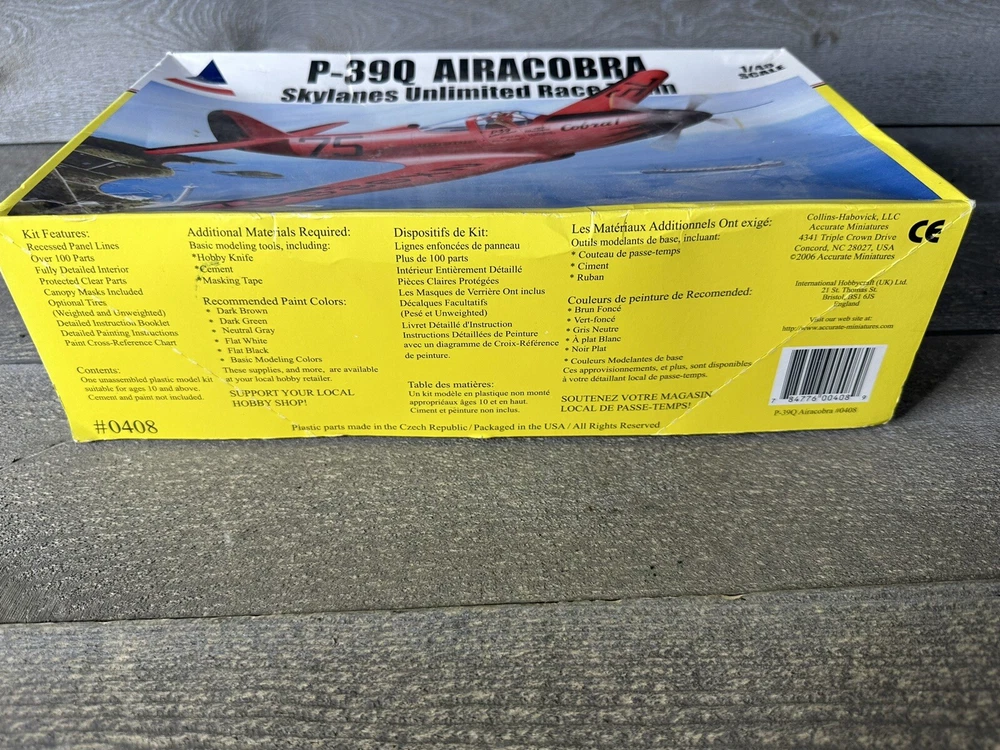 P-39Q AIRACOBRA
Skylanes Unlimited Race
1/48
SCALE
75
Cobra I
Kit Features:
Recessed Panel Lines
Over 100 Parts
Fully Detailed Interior
Protected Clear Parts
Canopy Masks Included
Optional Tires
(Weighted and Unweighted)
Detailed Instruction Booklet
Detailed Painting Instructions
Paint Cross-Reference Chart
Contents:
One unassembled plastic model kit
suitable for ages 10 and above.
Cement and paint not included.
#0408
Additional Materials Required:
Basic modeling tools, including:
*Hobby Knife
*Cement
*Masking Tape
Recommended Paint Colors:
* Dark Brown
* Dark Green
* Neutral Gray
* Flat White
* Flat Black
* Basic Modeling Colors
These supplies, and more, are available
at your local hobby retailer.
SUPPORT YOUR LOCAL
HOBBY SHOP!
Dispositifs de Kit:
Lignes enfoncées de panneau
Plus de 100 parts
Intérieur Entièrement Détaillé
Pièces Claires Protégées
Les Masques de Verrière Ont inclus
Décalques Facultatifs
(Pesé et Unweighted)
Livret Détaillé d'Instruction
Instructions Détaillées de Peinture
avec un diagramme de Croix-Référence
de peinture.
Table des matières:
Un kit modèle en plastique non monté
appropriéaux âges 10 et en haut.
Ciment et péinture non inclus.
Les Matériaux Additionnels Ont exigé:
Outils modelants de base, incluant:
* Couteau de passe-temps
* Ciment
* Ruban
Couleurs de peinture de Recomended:
* Brun Foncé
* Vert-foncé
* Gris Neutre
* À plat Blanc
* Noir Plat
* Couleurs Modelantes de base
Ces approvisionnements, et plus, sont disponibles
à votre détaillant local de passe-temps.
SOUTENEZ VOTRE MAGASIN
LOCAL DE PASSE-TEMPS!
Plastic parts made in the Czech Republic / Packaged in the USA / All Rights Reserved
Collins-Habovick, LLC
Accurate Miniatures
4341 Triple Crown Drive
Concord, NC 28027, USA
©2006 Accurate Miniatures
CE
International Hobbycraft (UK) Ltd.
21 St. Thomas St.
Bristol, BS1 6JS
England
Visit our web site at:
http://www.accurate-miniatures.com
7 84776 00408 9
P-39Q Airacobra #0408